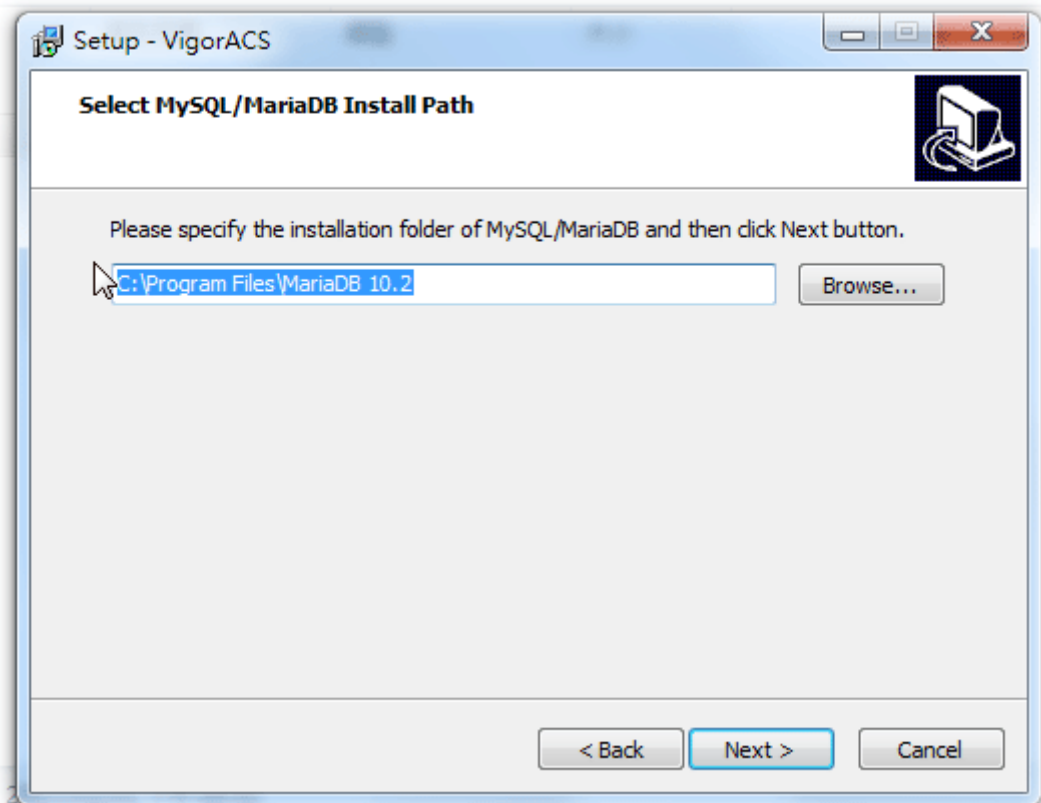 Setup - VigorACS
Select MySQL/MariaDB Install Path
Please specify the installation folder of MySQL/MariaDB and then click Next button.
C:\Program Files\MariaDB 10.2
Browse...
< Back
Next >
Cancel